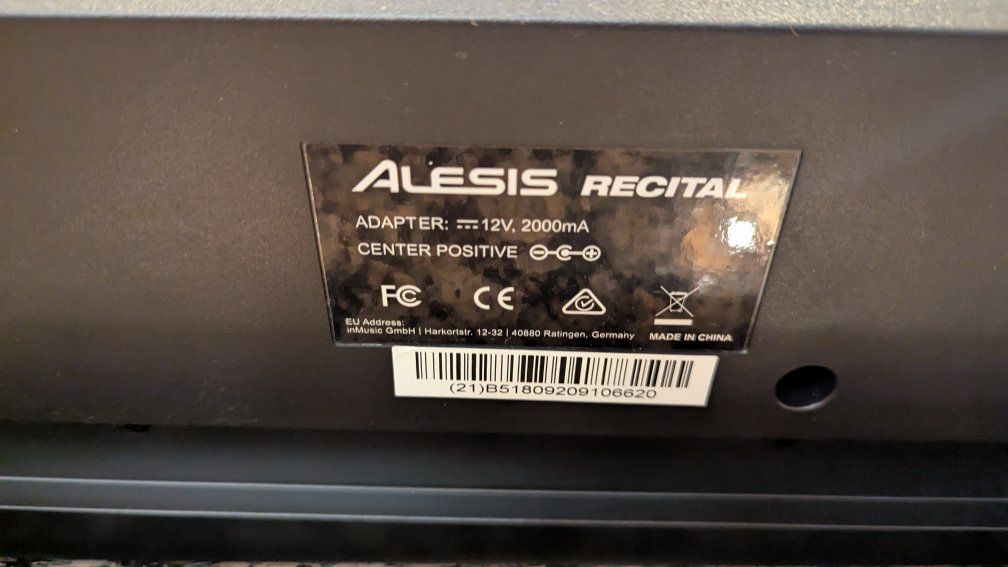 ALESIS RECITAL
ADAPTER: ⎓12V, 2000mA
CENTER POSITIVE
FC CE
EU Address:
inMusic GmbH | Harkortstr. 12-32 | 40880 Ratingen, Germany
MADE IN CHINA
(21)B51809209106620